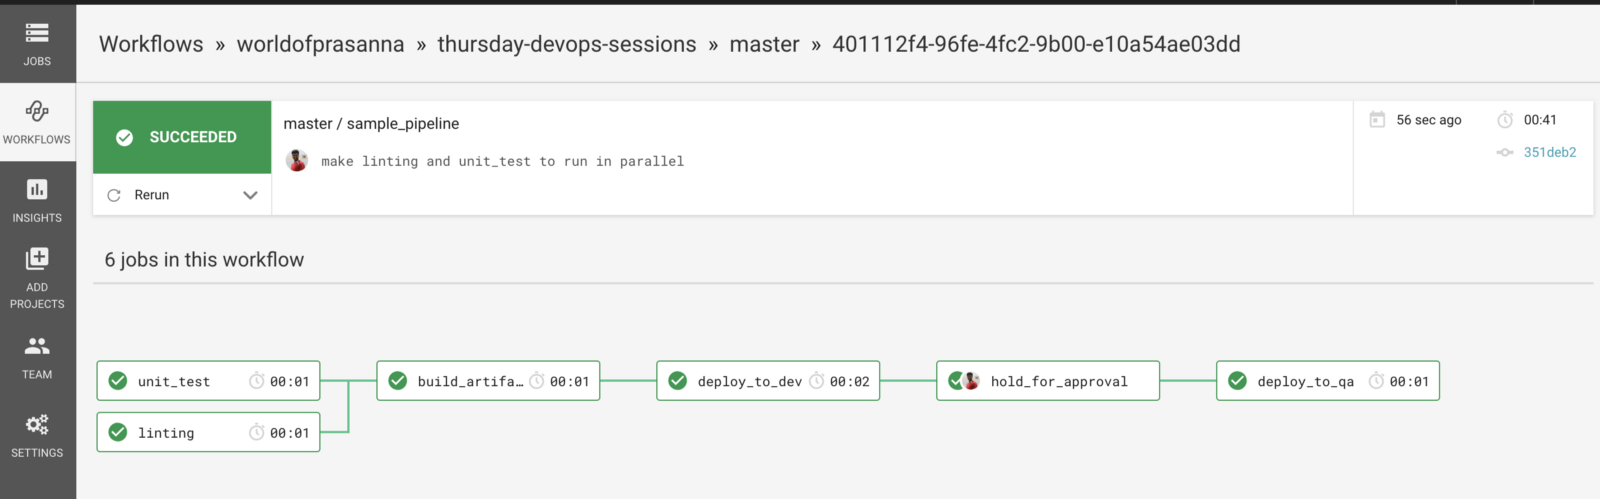 JOBS
WORKFLOWS
INSIGHTS
ADD
PROJECTS
TEAM
SETTINGS
Workflows » worldofprasanna » thursday-devops-sessions » master » 401112f4-96fe-4fc2-9b00-e10a54ae03dd
SUCCEEDED
Rerun
master / sample_pipeline
make linting and unit_test to run in parallel
56 sec ago 00:41
351deb2
6 jobs in this workflow
unit_test 00:01 build_artifa… 00:01 deploy_to_dev 00:02 hold_for_approval deploy_to_qa 00:01
linting 00:01